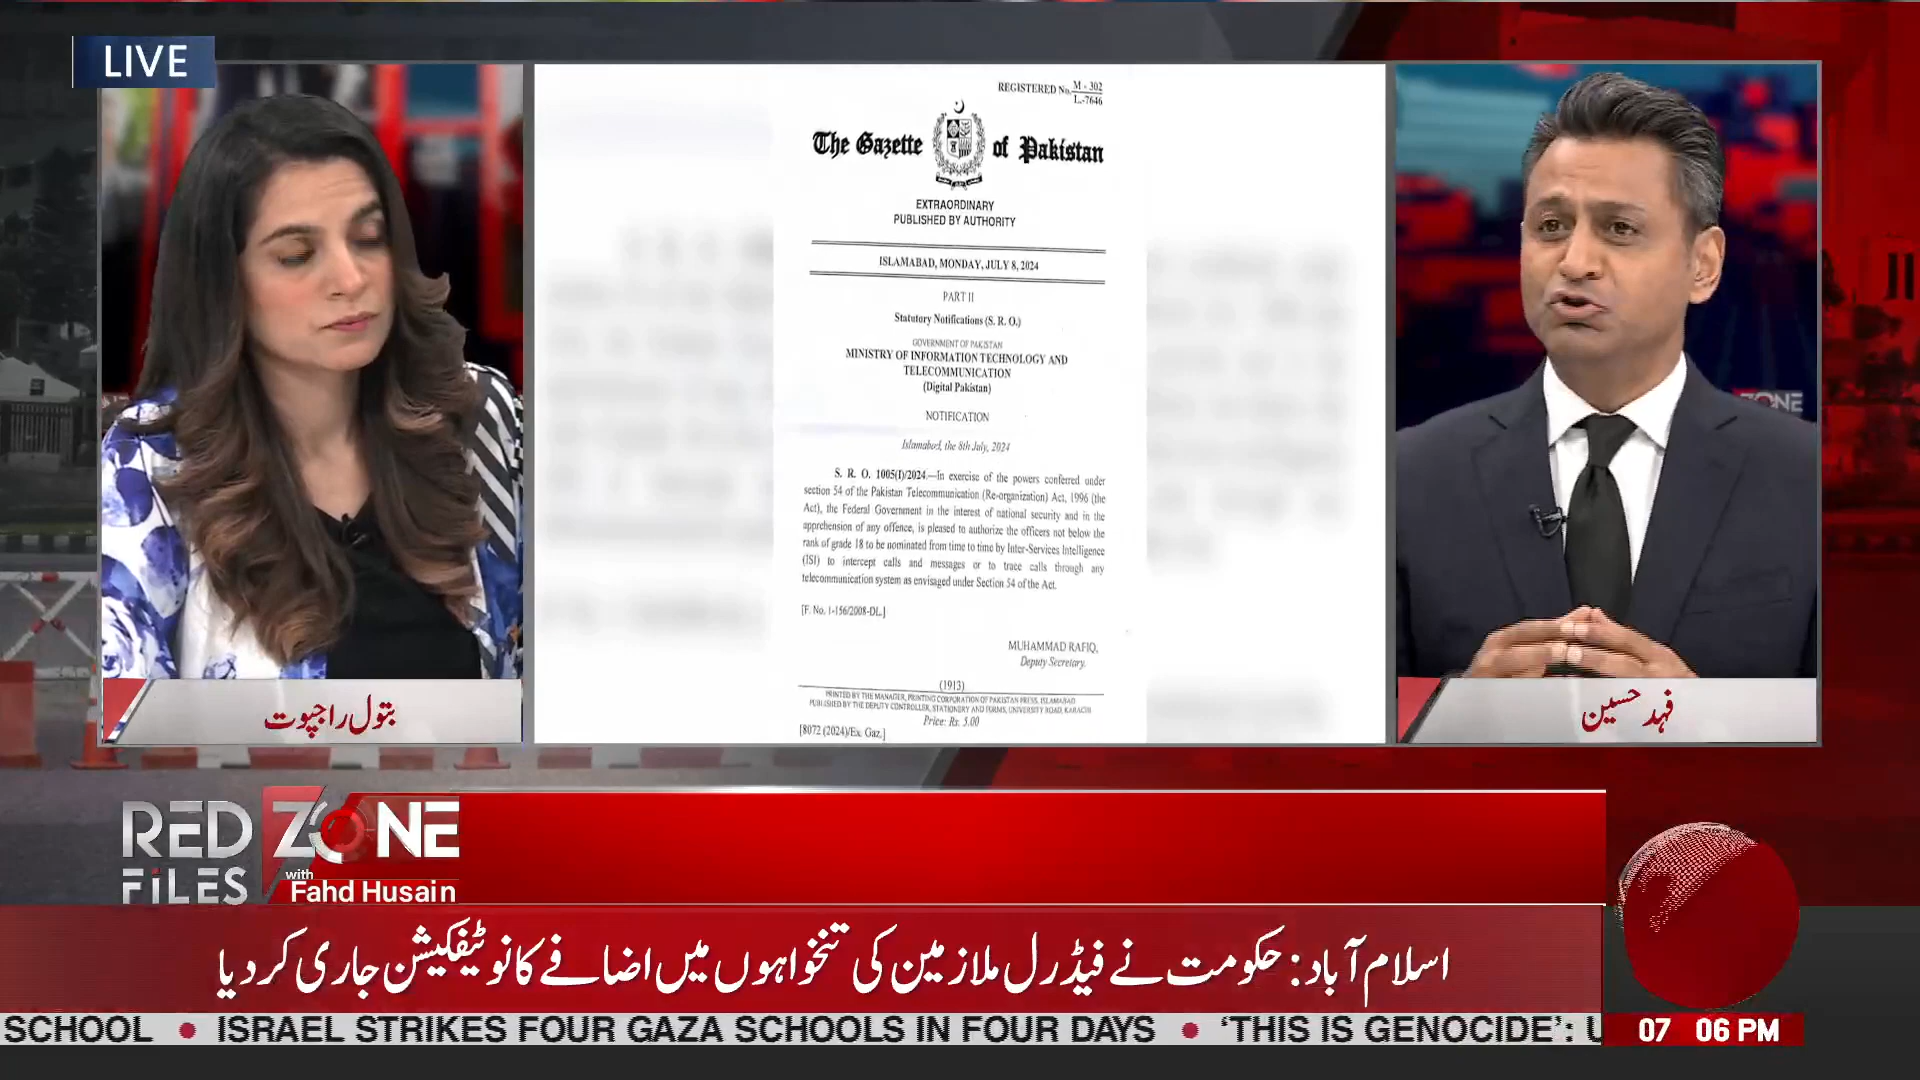 LIVE
REGISTERED No. M - 302
L.-7646
The Gazette of Pakistan
EXTRAORDINARY
PUBLISHED BY AUTHORITY
ISLAMABAD, MONDAY, JULY 8, 2024
PART II
Statutory Notifications (S. R. O.)
GOVERNMENT OF PAKISTAN
MINISTRY OF INFORMATION TECHNOLOGY AND
TELECOMMUNICATION
(Digital Pakistan)
NOTIFICATION
Islamabad, the 8th July, 2024
S. R. O. 1005(I)/2024.—In exercise of the powers conferred under
section 54 of the Pakistan Telecommunication (Re-organization) Act, 1996 (the
Act), the Federal Government in the interest of national security and in the
apprehension of any offence, is pleased to authorize the officers not below the
rank of grade 18 to be nominated from time to time by Inter-Services Intelligence
(ISI) to intercept calls and messages or to trace calls through any
telecommunication system as envisaged under Section 54 of the Act.
[F. No. 1-156/2008-DL.]
MUHAMMAD RAFIQ,
Deputy Secretary.
(1913)
PRINTED BY THE MANAGER, PRINTING CORPORATION OF PAKISTAN PRESS, ISLAMABAD
PUBLISHED BY THE DEPUTY CONTROLLER, STATIONERY AND FORMS, UNIVERSITY ROAD, KARACHI
Price: Rs. 5.00
[8072 (2024)/Ex. Gaz.]
ZONE
بتول راجپوت
فہد حسین
RED ZONE
FILES with
Fahd Husain
اسلام آباد: حکومت نے فیڈرل ملازمین کی تنخواہوں میں اضافے کا نوٹیفکیشن جاری کر دیا
SCHOOL • ISRAEL STRIKES FOUR GAZA SCHOOLS IN FOUR DAYS • ‘THIS IS GENOCIDE’: U
07 06 PM